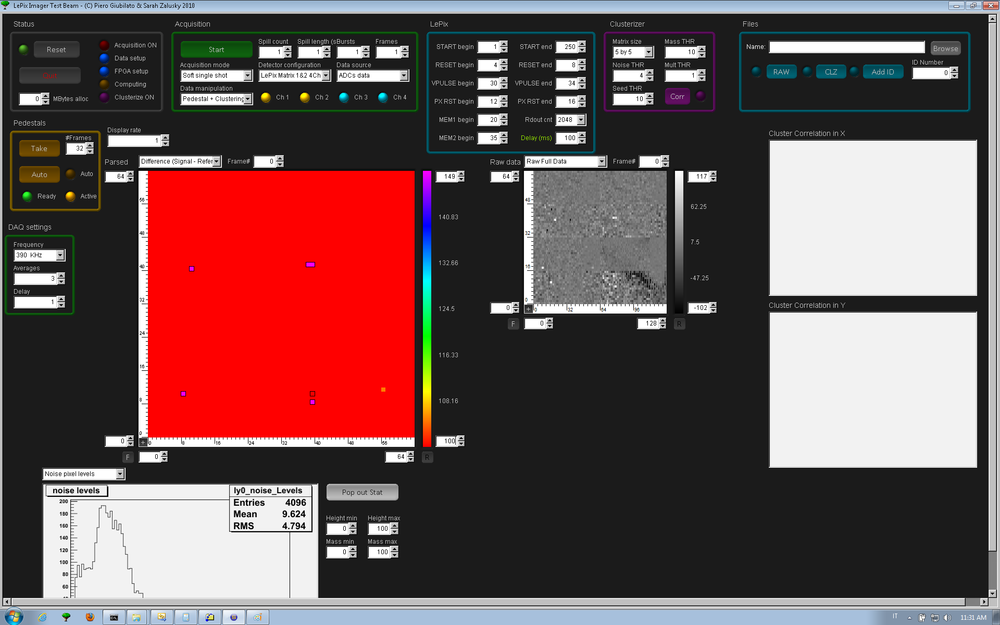 LePix Imager Test Beam - (C) Piero Giubilato & Sarah Zalusky 2010
Status
Reset
Acquisition ON
Data setup
FPGA setup
Computing
Clusterize ON
0 MBytes alloc
Acquisition
Start
Spill count
Spill length (s
Bursts
Frames
1
1
1
1
Acquisition mode
Detector configuration
Data source
Soft single shot
LePix Matrix 1&2 4Ch
ADCs data
Data manipulation
Pedestal + Clustering
Ch 1
Ch 2
Ch 3
Ch 4
LePix
START begin 1
START end 250
RESET begin 4
RESET end 8
VPULSE begin 30
VPULSE end 34
PX RST begin 12
PX RST end 16
MEM1 begin 20
Rdout cnt 2048
MEM2 begin 35
Delay (ms) 100
Clusterizer
Matrix size
Mass THR
5 by 5
10
Noise THR
Mult THR
4
1
Seed THR
10
Corr
Files
Name:
Browse
RAW
CLZ
Add ID
ID Number
0
Pedestals
Take
#Frames
32
Auto
Auto
Ready
Active
Display rate
1
Parsed
Difference (Signal - Refer
Frame# 0
64
56
48
40
32
24
16
8
0
0
0 8 16 24 32 40 48 56
F
0
64
R
149
140.83
132.66
124.5
116.33
108.16
100
Raw data
Raw Full Data
Frame# 0
64
48
32
16
0
0
0 32 64 96
F
0
128
R
117
62.25
7.5
-47.25
-102
Cluster Correlation in X
Cluster Correlation in Y
DAQ settings
Frequency
390 KHz
Averages
3
Delay
1
Noise pixel levels
noise levels
ly0_noise_Levels
Entries 4096
Mean 9.624
RMS 4.794
200
180
160
140
120
100
80
60
Pop out Stat
Height min
Height max
0
100
Mass min
Mass max
0
100
IT
11:31 AM